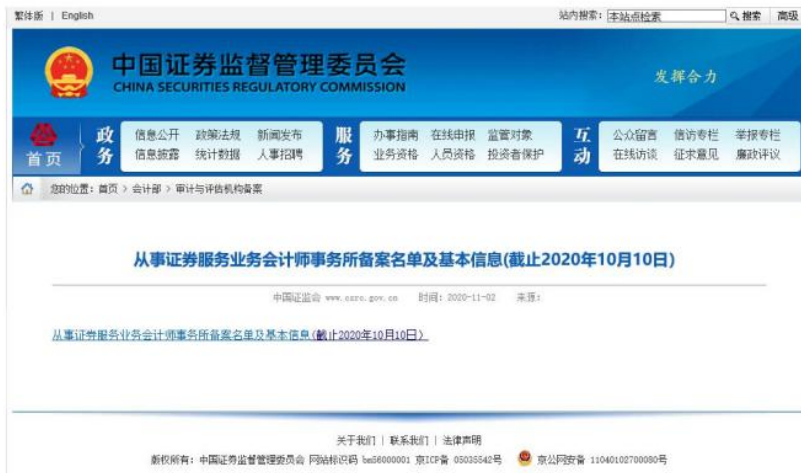 繁体版 | English 站内搜索: 本站点检索 搜索 高级
中国证券监督管理委员会
CHINA SECURITIES REGULATORY COMMISSION
发挥合力
首页
政务
信息公开 政策法规 新闻发布
信息披露 统计数据 人事招聘
服务
办事指南 在线申报 监管对象
业务资格 人员资格 投资者保护
互动
公众留言 信访专栏 举报专栏
在线访谈 征求意见 廉政评议
您的位置: 首页 > 会计部 > 审计与评估机构备案
从事证券服务业务会计师事务所备案名单及基本信息(截止2020年10月10日)
中国证监会 www.csrc.gov.cn 时间: 2020-11-02 来源:
从事证券服务业务会计师事务所备案名单及基本信息(截止2020年10月10日)
关于我们 | 联系我们 | 法律声明
版权所有: 中国证券监督管理委员会 网站标识码 bm56000001 京ICP备 05035542号 京公网安备 11040102700080号